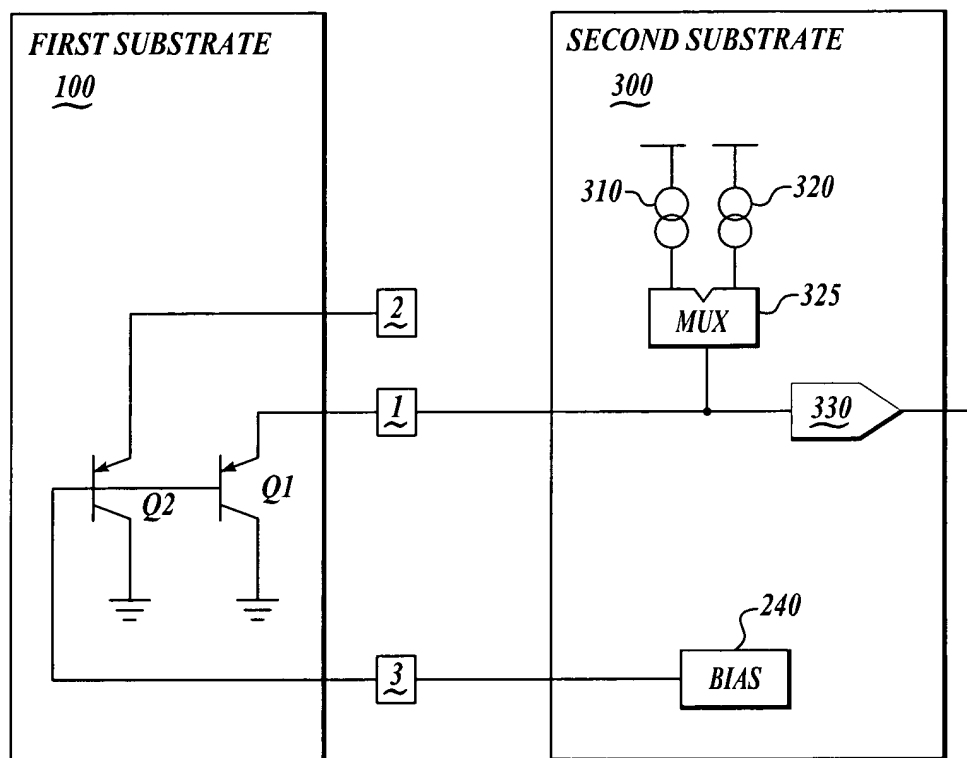 FIRST SUBSTRATE
100
SECOND SUBSTRATE
300
310
320
MUX
325
2
1
330
Q2
Q1
240
3
BIAS